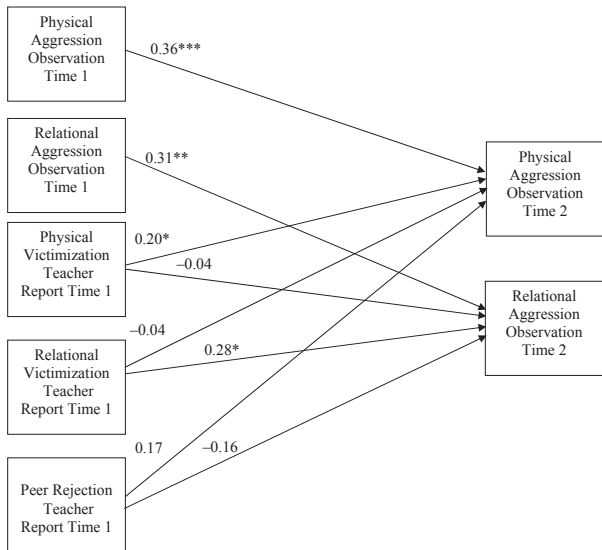 Physical
Aggression
Observation
Time 1
0.36***
Relational
Aggression
Observation
Time 1
0.31**
Physical
Aggression
Observation
Time 2
Physical
Victimization
Teacher
Report Time 1
0.20*
–0.04
Relational
Aggression
Observation
Time 2
–0.04
Relational
Victimization
Teacher
Report Time 1
0.28*
0.17
–0.16
Peer Rejection
Teacher
Report Time 1